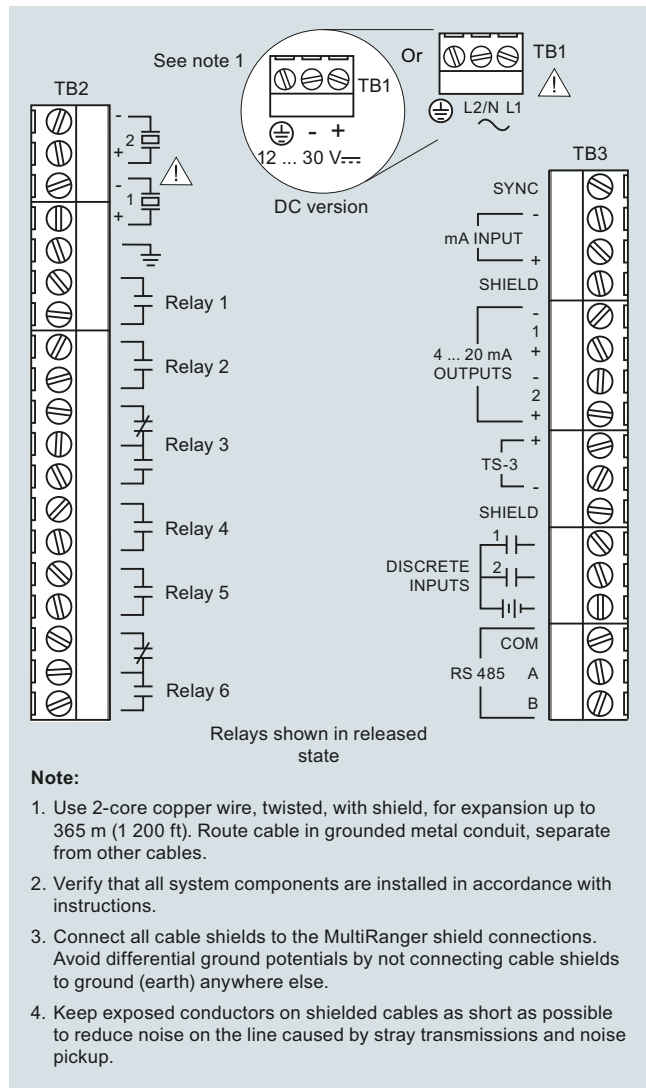 See note 1
Or
TB1
TB1
- +
12 ... 30 V
DC version
L2/N L1
TB2
-
2
+
-
1
+
Relay 1
Relay 2
Relay 3
Relay 4
Relay 5
Relay 6
TB3
SYNC
-
mA INPUT
+
SHIELD
-
1
+
4 ... 20 mA
OUTPUTS
-
2
+
+
TS-3
-
SHIELD
1
DISCRETE
INPUTS
2
COM
RS 485
A
B
Relays shown in released
state
Note:
1. Use 2-core copper wire, twisted, with shield, for expansion up to
365 m (1 200 ft). Route cable in grounded metal conduit, separate
from other cables.
2. Verify that all system components are installed in accordance with
instructions.
3. Connect all cable shields to the MultiRanger shield connections.
Avoid differential ground potentials by not connecting cable shields
to ground (earth) anywhere else.
4. Keep exposed conductors on shielded cables as short as possible
to reduce noise on the line caused by stray transmissions and noise
pickup.